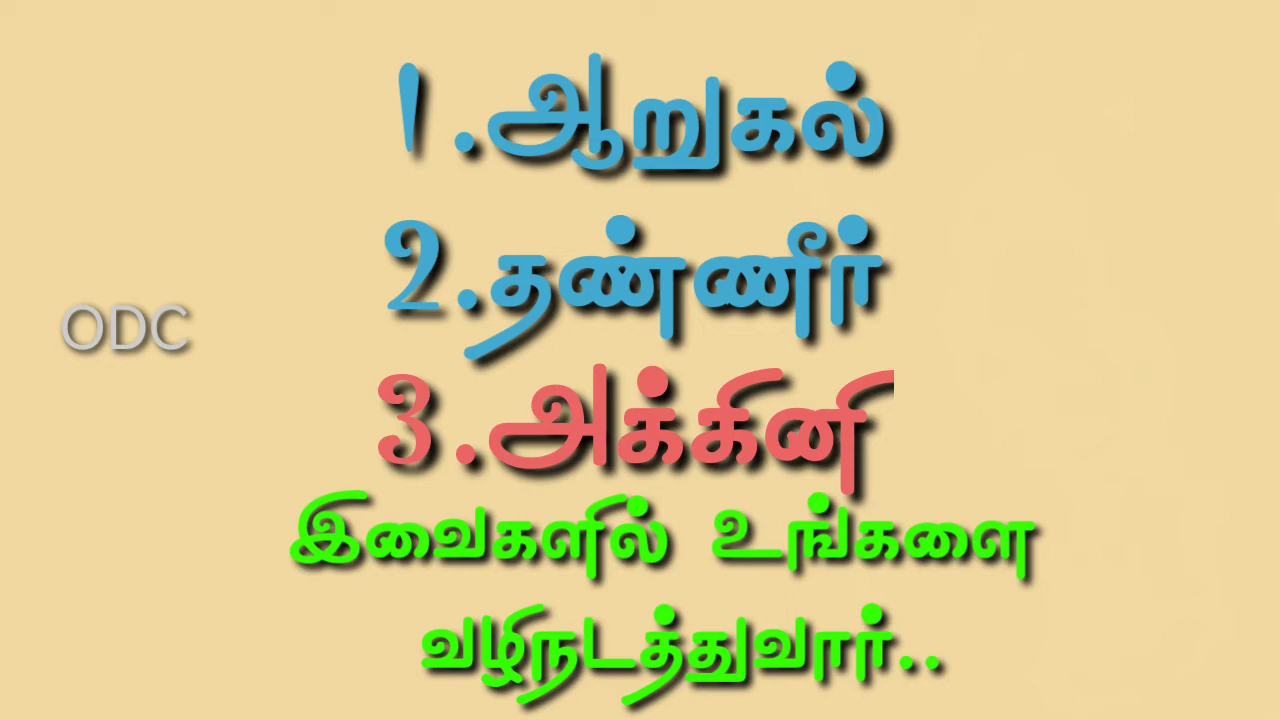 1.ஆறுகல்
2.தண்ணீர்
ODC
3.அக்கினி
இவைகளில் உங்களை
வழிநடத்துவார்..